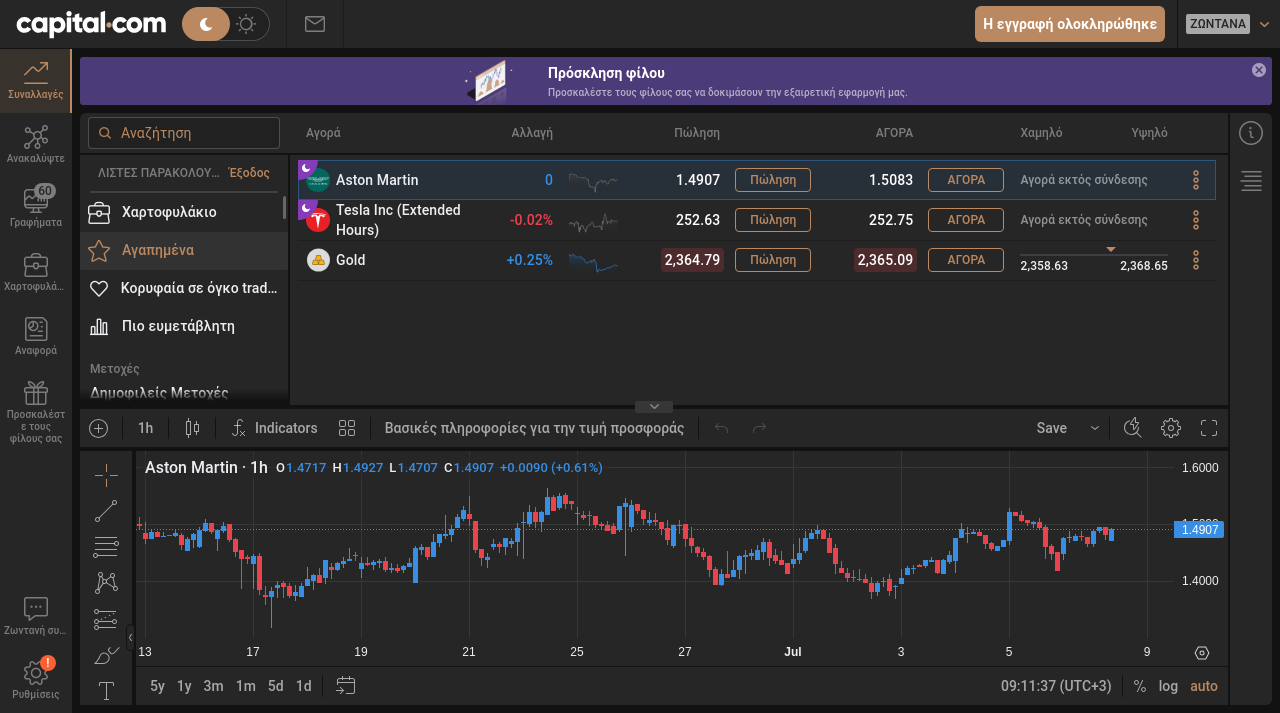 capital.com
Η εγγραφή ολοκληρώθηκε
ΖΩΝΤΑΝΑ
Συναλλαγές
Ανακαλύψτε
60
Γραφήματα
Χαρτοφυλά...
Αναφορά
Προσκαλέστ
ε τους
φίλους σας
Ζωντανή συ...
!
Ρυθμίσεις
Πρόσκληση φίλου
Προσκαλέστε τους φίλους σας να δοκιμάσουν την εξαιρετική εφαρμογή μας.
Αναζήτηση
ΛΙΣΤΕΣ ΠΑΡΑΚΟΛΟΥ... Έξοδος
Χαρτοφυλάκιο
Αγαπημένα
Κορυφαία σε όγκο trad...
Πιο ευμετάβλητη
Μετοχές
Δημοφιλείς Μετοχές
Αγορά Αλλαγή Πώληση ΑΓΟΡΑ Χαμηλό Υψηλό
Aston Martin 0 1.4907 Πώληση 1.5083 ΑΓΟΡΑ Αγορά εκτός σύνδεσης
Tesla Inc (Extended
Hours) -0.02% 252.63 Πώληση 252.75 ΑΓΟΡΑ Αγορά εκτός σύνδεσης
Gold +0.25% 2,364.79 Πώληση 2,365.09 ΑΓΟΡΑ 2,358.63 2,368.65
1h Indicators Βασικές πληροφορίες για την τιμή προσφοράς Save
Aston Martin · 1h O1.4717 H1.4927 L1.4707 C1.4907 +0.0090 (+0.61%)
1.6000
1.4907
1.4000
13 17 19 21 25 27 Jul 3 5 9
5y 1y 3m 1m 5d 1d 09:11:37 (UTC+3) % log auto